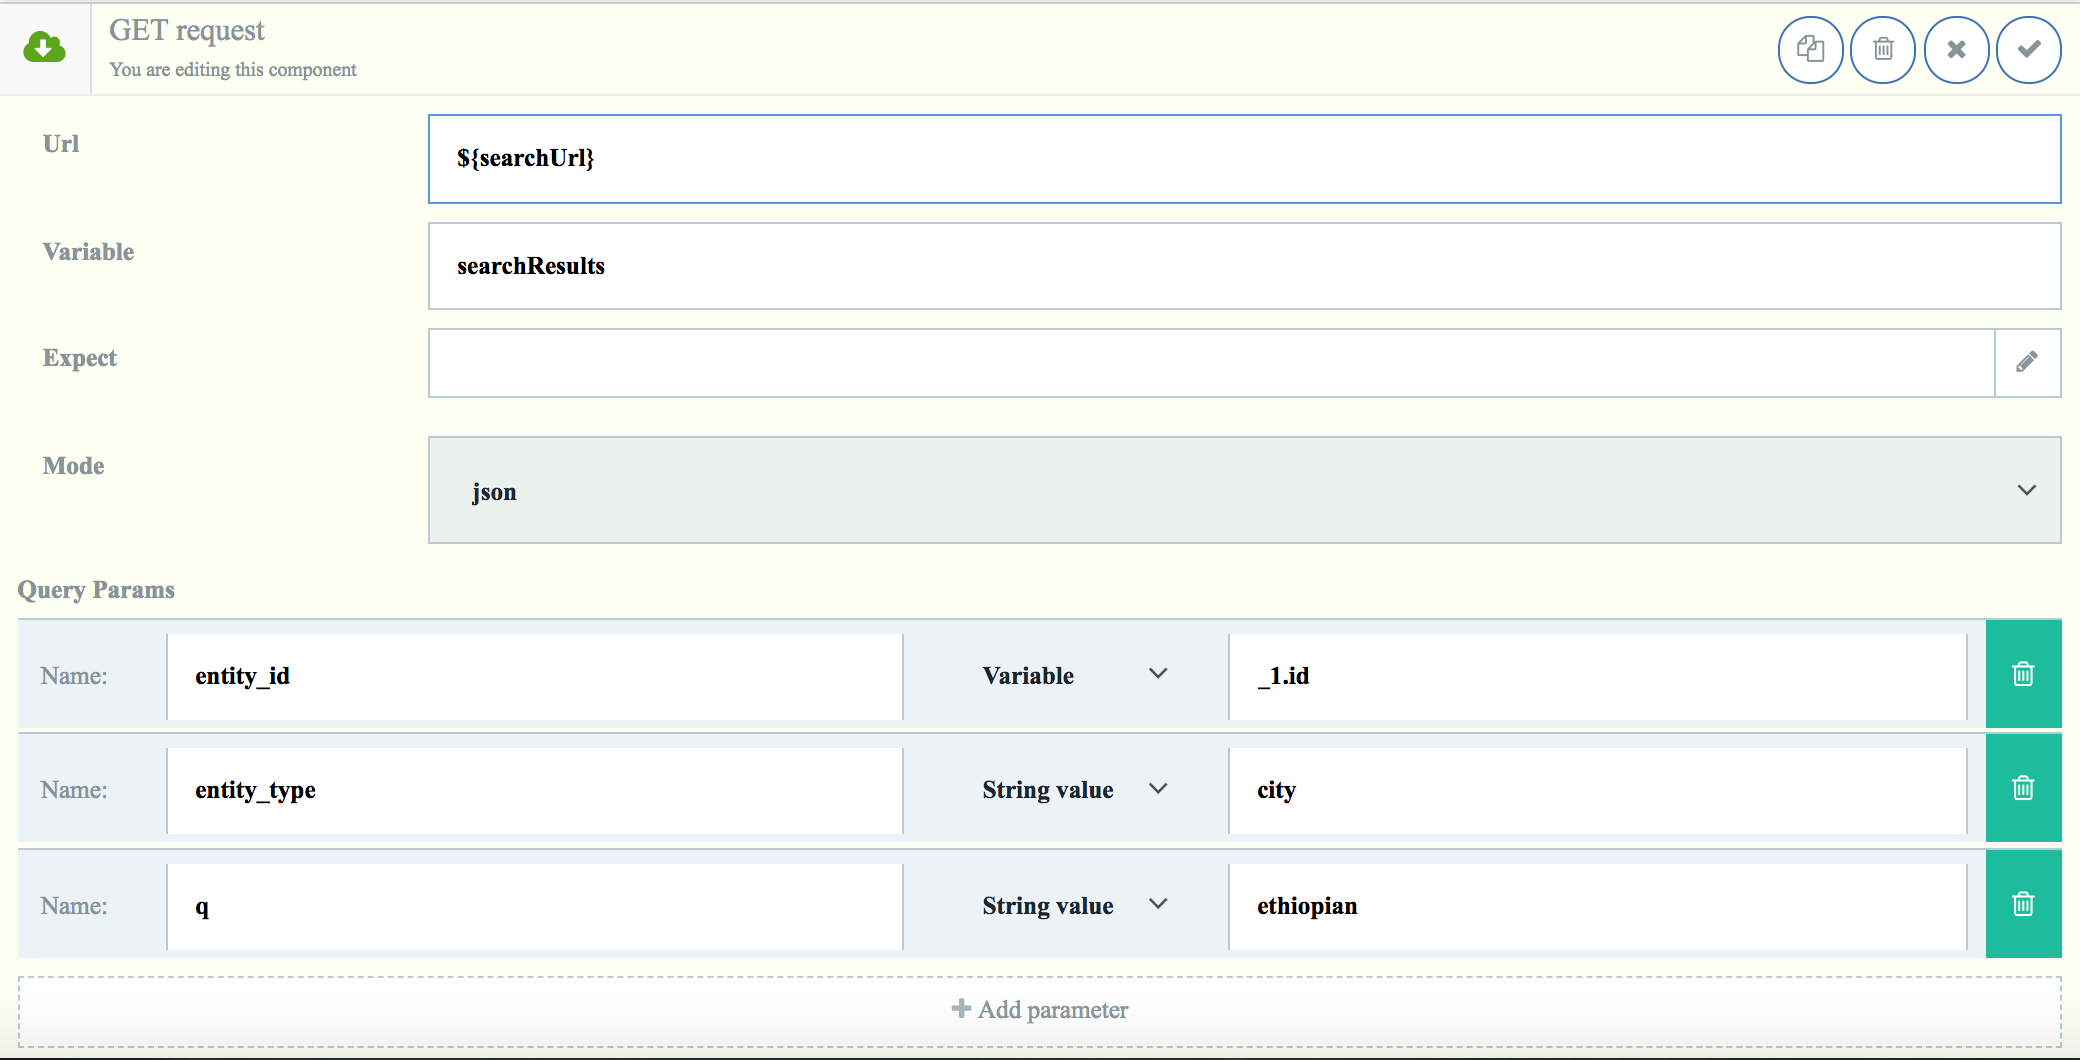 GET request
You are editing this component
Url
${searchUrl}
Variable
searchResults
Expect
Mode
json
Query Params
Name: entity_id Variable _1.id
Name: entity_type String value city
Name: q String value ethiopian
Add parameter